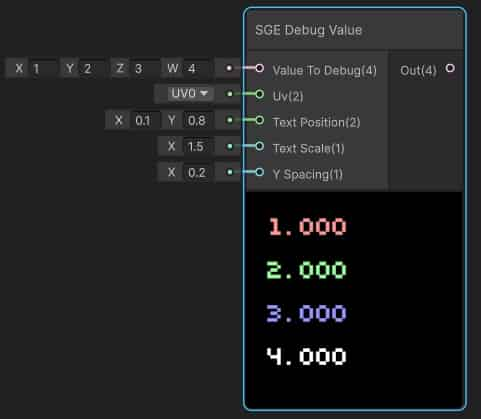 SGE Debug Value
X 1 Y 2 Z 3 W 4 Value To Debug(4) Out(4)
UV0 Uv(2)
X 0.1 Y 0.8 Text Position(2)
X 1.5 Text Scale(1)
X 0.2 Y Spacing(1)
1.000
2.000
3.000
4.000